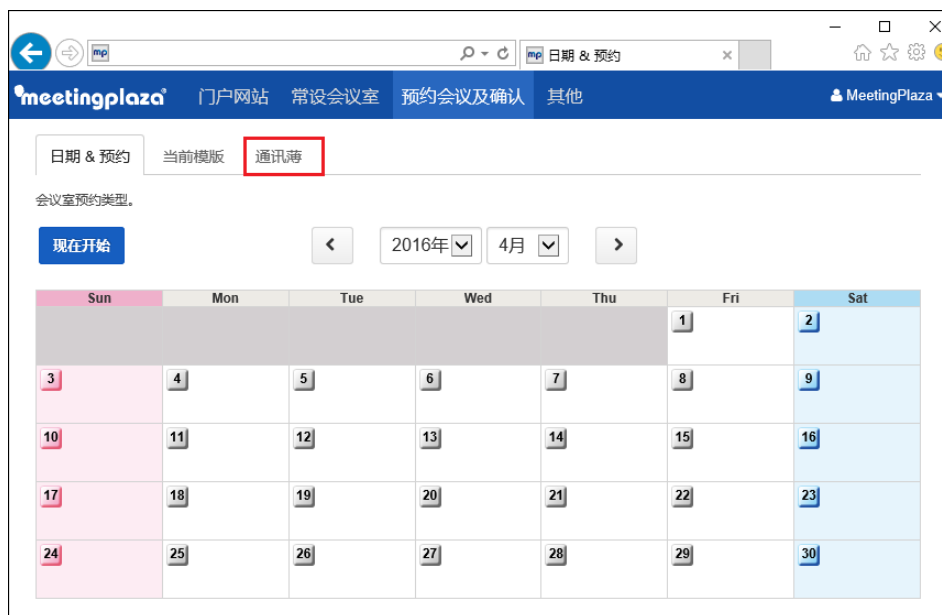 mp
mp 日期 & 预约
meetingplaza 门户网站 常设会议室 预约会议及确认 其他 MeetingPlaza
日期 & 预约 当前模版 通讯薄
会议室预约类型。
现在开始 2016年 4月
Sun Mon Tue Wed Thu Fri Sat
1 2
3 4 5 6 7 8 9
10 11 12 13 14 15 16
17 18 19 20 21 22 23
24 25 26 27 28 29 30